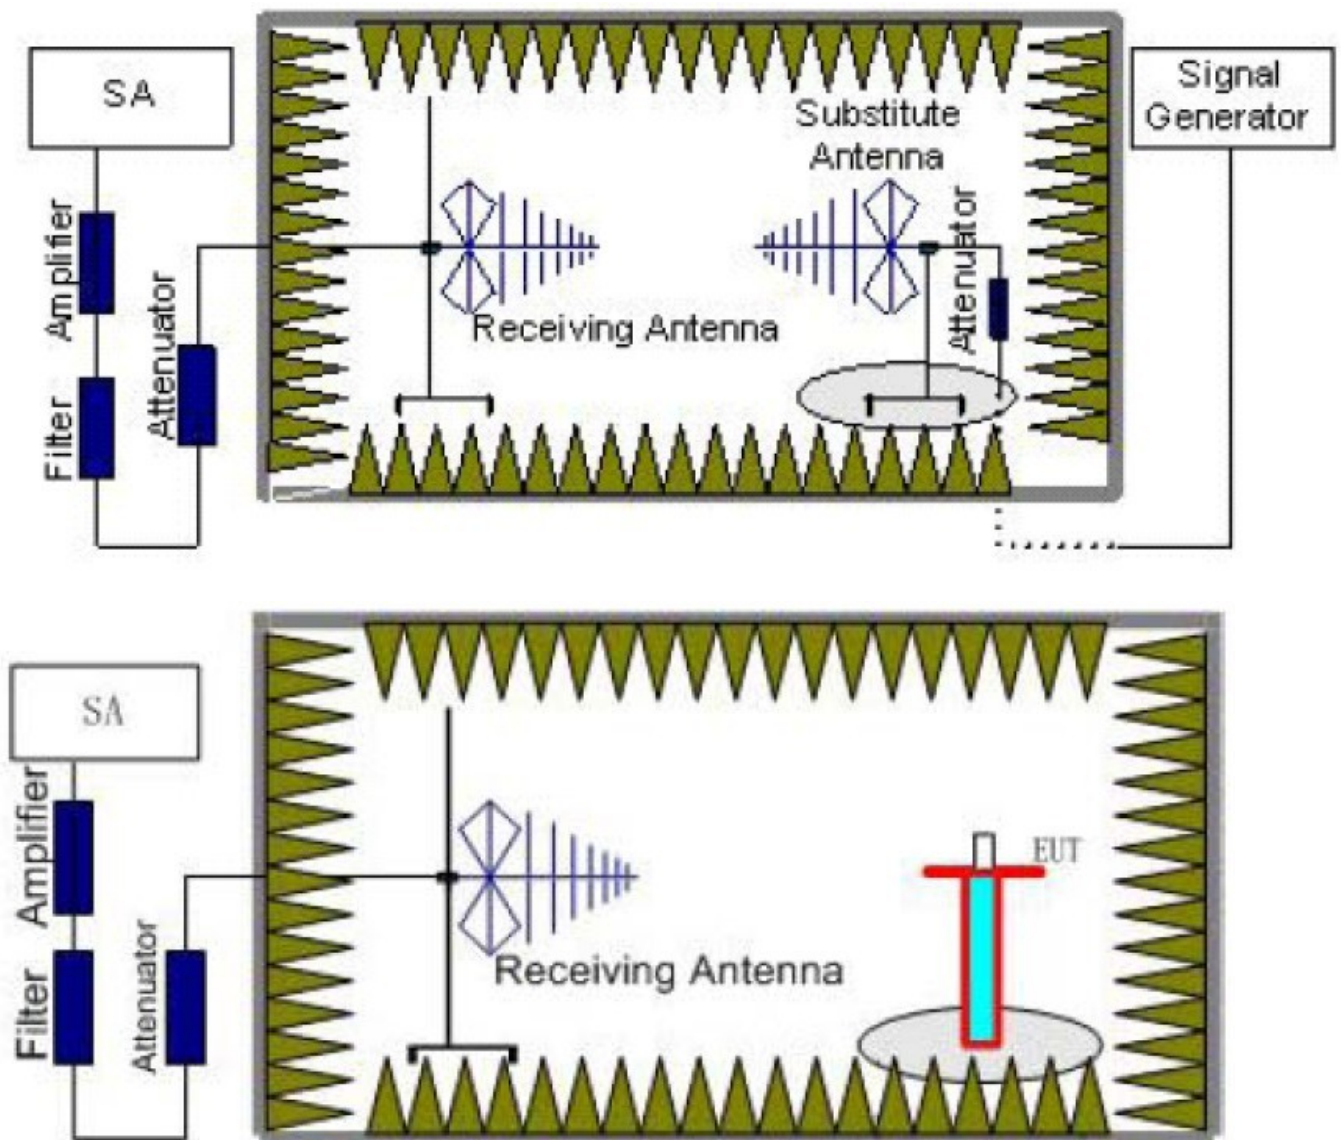 SA
Signal
Generator
Substitute
Antenna
Amplifier
Attenuator
Attenuator
Receiving Antenna
Filter
SA
Amplifier
EUT
Attenuator
Receiving Antenna
Filter